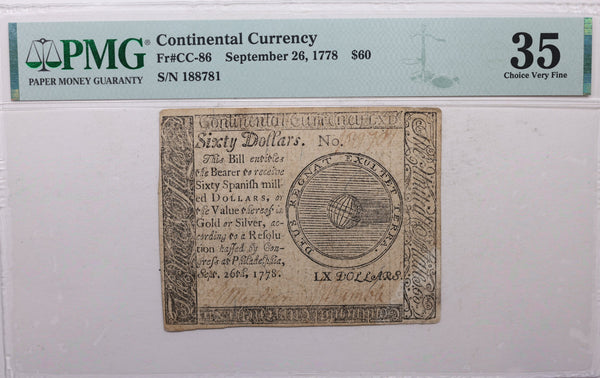 PMG®
PAPER MONEY GUARANTY
Continental Currency
Fr#CC-86 September 26, 1778 $60
S/N 188781
35
Choice Very Fine
Continental Currency
Sixty Dollars. No.
This Bill entitles
the Bearer to receive
Sixty Spanish mill-
ed DOLLARS, or
the Value thereof in
Gold or Silver, ac-
cording to a Resolu-
tion passed by Con-
gress at Philadelphia,
Sept. 26th, 1778.
DEUS REGNAT EXULTET TERRA.
LX DOLLARS.